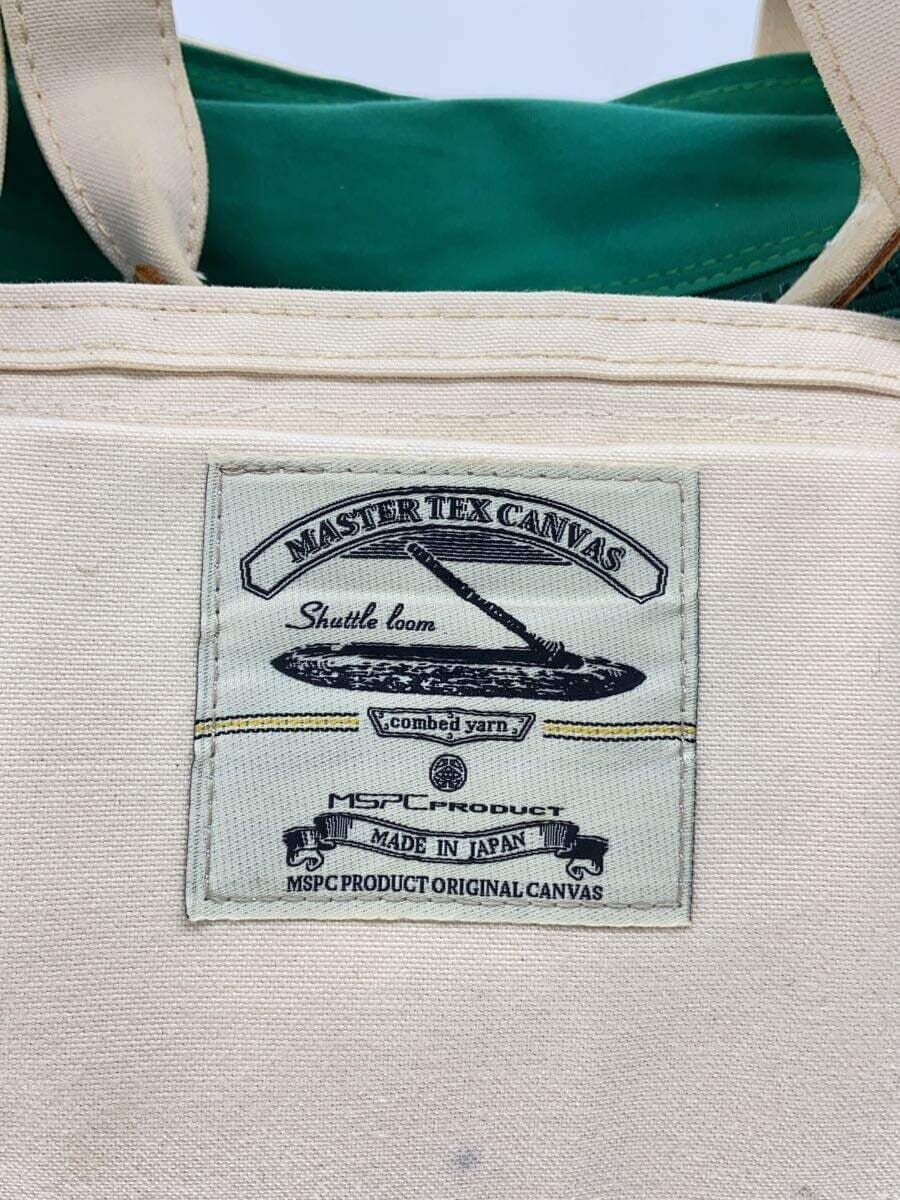 MASTER TEX CANVAS
Shuttle loom
combed yarn
MSPC PRODUCT
MADE IN JAPAN
MSPC PRODUCT ORIGINAL CANVAS